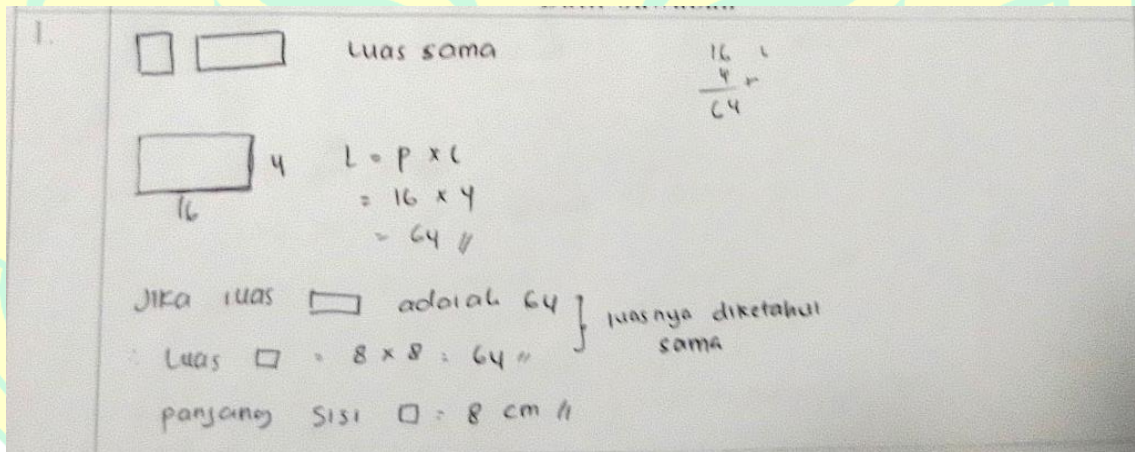 1.
luas sama
16
4 ×
64
4
L = p × l
16
= 16 × 4
= 64 //
Jika luas ▭ adalah 64 } luasnya diketahui sama
∴ Luas □ = 8 × 8 = 64 //
panjang sisi □ = 8 cm //